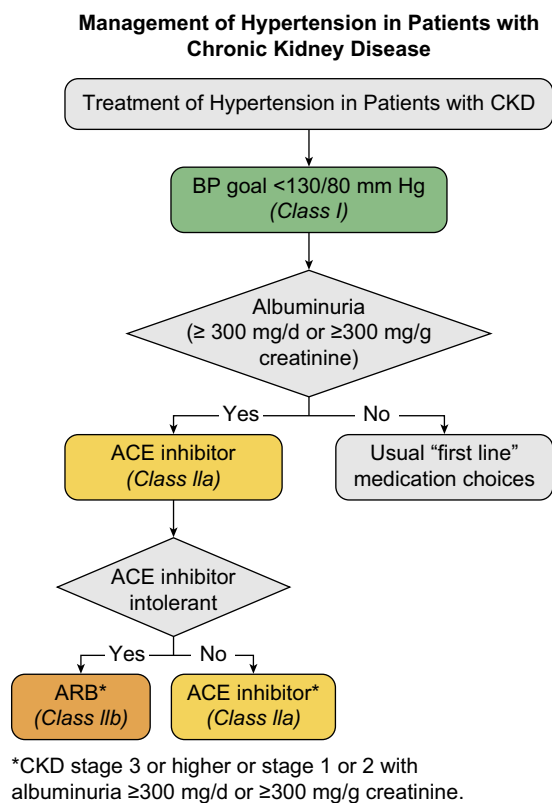 Management of Hypertension in Patients with
Chronic Kidney Disease
Treatment of Hypertension in Patients with CKD
BP goal <130/80 mm Hg
(Class I)
Albuminuria
(≥ 300 mg/d or ≥300 mg/g
creatinine)
Yes
No
ACE inhibitor
(Class IIa)
Usual “first line”
medication choices
ACE inhibitor
intolerant
Yes
No
ARB*
(Class IIb)
ACE inhibitor*
(Class IIa)
*CKD stage 3 or higher or stage 1 or 2 with
albuminuria ≥300 mg/d or ≥300 mg/g creatinine.